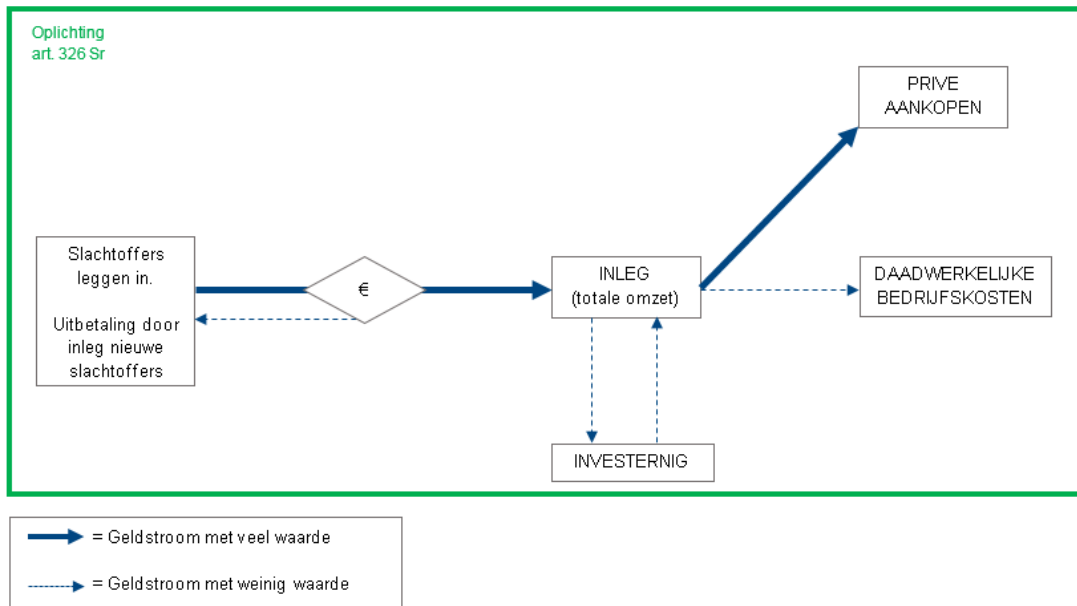 Oplichting
art. 326 Sr
PRIVE
AANKOPEN
Slachtoffers
leggen in.
Uitbetaling door
inleg nieuwe
slachtoffers
€
INLEG
(totale omzet)
DAADWERKELIJKE
BEDRIJFSKOSTEN
INVESTERNIG
= Geldstroom met veel waarde
= Geldstroom met weinig waarde